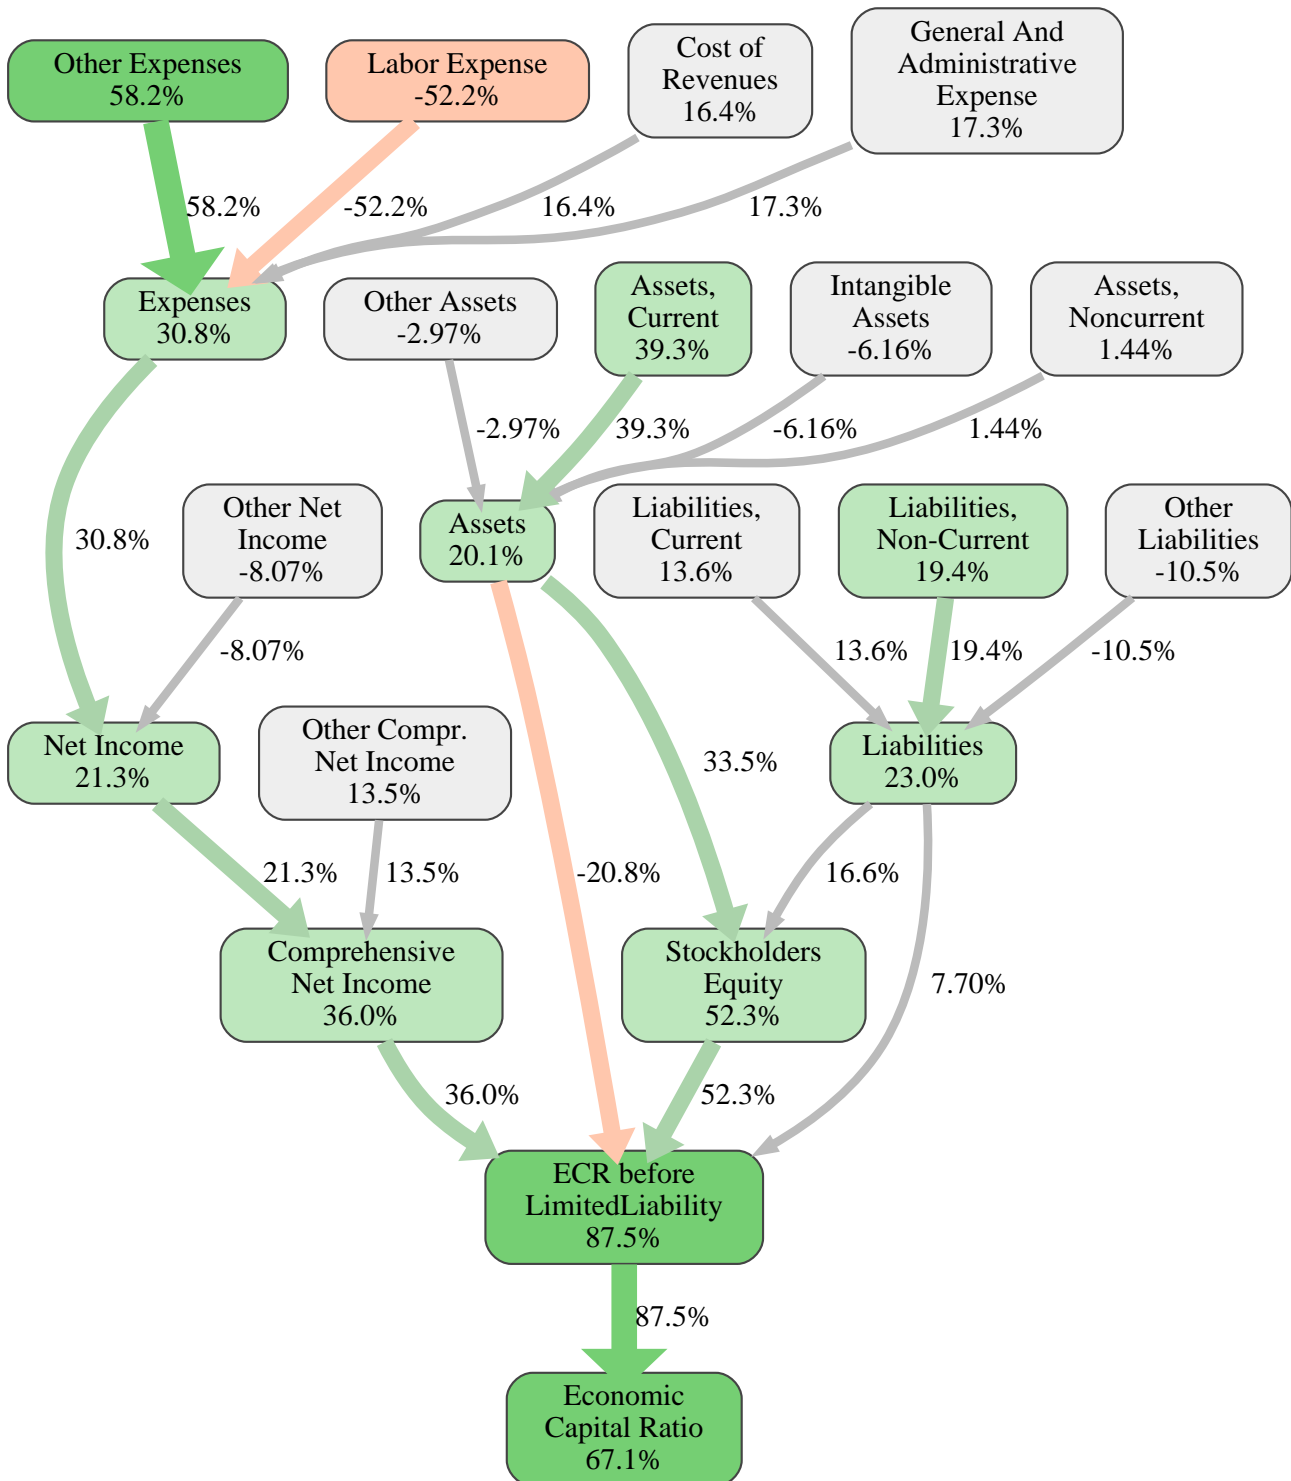 Other Expenses
58.2%
Labor Expense
-52.2%
Cost of
Revenues
16.4%
General And
Administrative
Expense
17.3%
58.2%
-52.2%
16.4%
17.3%
Expenses
30.8%
Other Assets
-2.97%
Assets,
Current
39.3%
Intangible
Assets
-6.16%
Assets,
Noncurrent
1.44%
-2.97%
39.3%
-6.16%
1.44%
30.8%
Other Net
Income
-8.07%
Assets
20.1%
Liabilities,
Current
13.6%
Liabilities,
Non-Current
19.4%
Other
Liabilities
-10.5%
-8.07%
13.6%
19.4%
-10.5%
Net Income
21.3%
Other Compr.
Net Income
13.5%
33.5%
Liabilities
23.0%
21.3%
13.5%
-20.8%
16.6%
Comprehensive
Net Income
36.0%
Stockholders
Equity
52.3%
7.70%
36.0%
52.3%
ECR before
LimitedLiability
87.5%
87.5%
Economic
Capital Ratio
67.1%